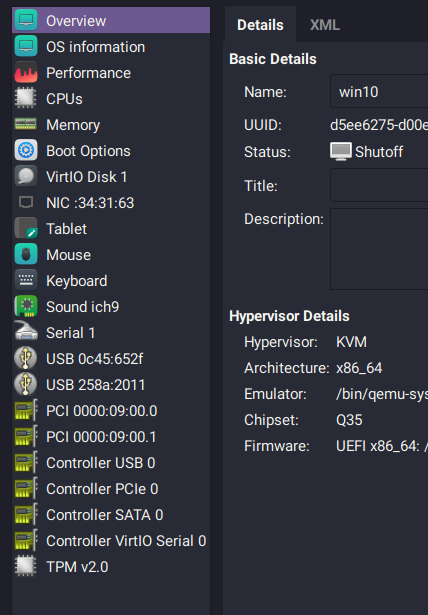 Overview
OS information
Performance
CPUs
Memory
Boot Options
VirtIO Disk 1
NIC :34:31:63
Tablet
Mouse
Keyboard
Sound ich9
Serial 1
USB 0c45:652f
USB 258a:2011
PCI 0000:09:00.0
PCI 0000:09:00.1
Controller USB 0
Controller PCIe 0
Controller SATA 0
Controller VirtIO Serial 0
TPM v2.0
Details XML
Basic Details
Name: win10
UUID: d5ee6275-d00e
Status: Shutoff
Title:
Description:
Hypervisor Details
Hypervisor: KVM
Architecture: x86_64
Emulator: /bin/qemu-sys
Chipset: Q35
Firmware: UEFI x86_64: /